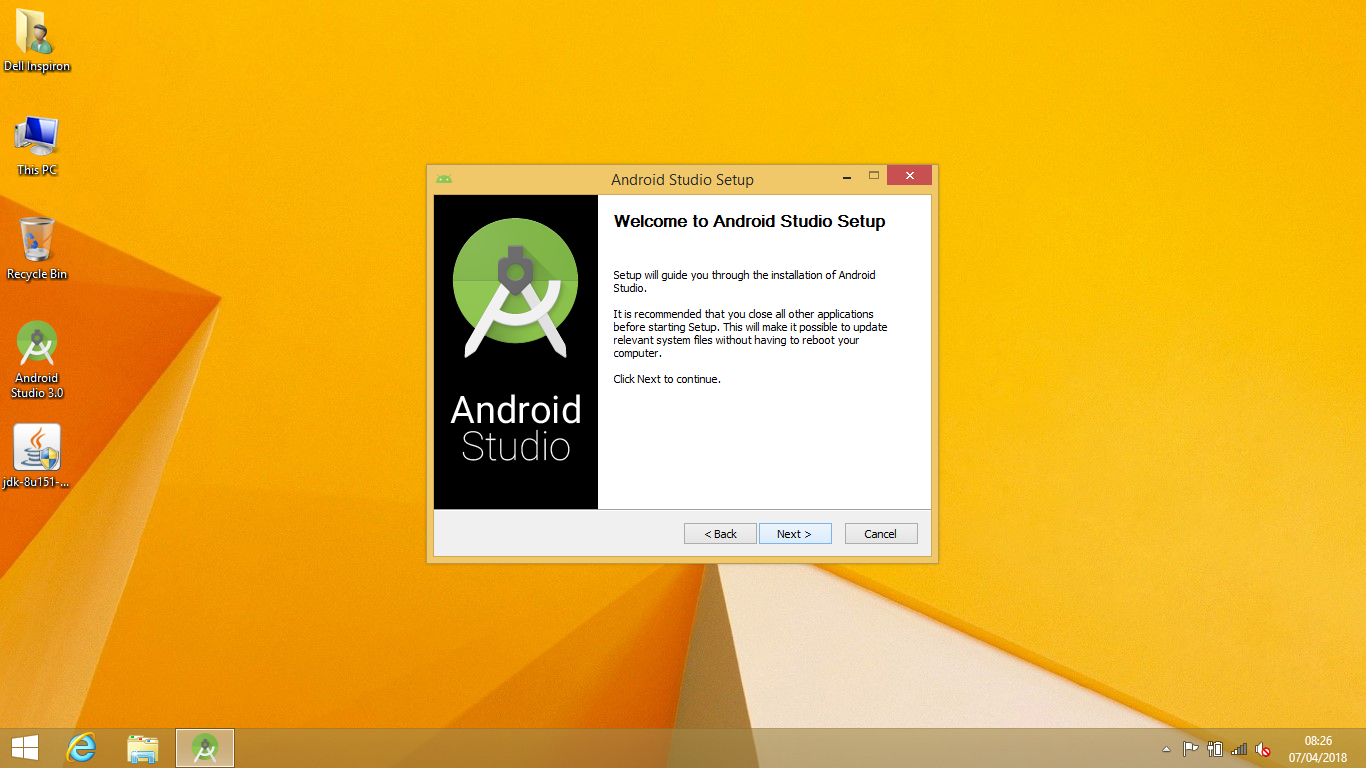 Dell Inspiron
This PC
Recycle Bin
Android
Studio 3.0
jdk-8u151-...
Android Studio Setup
Android
Studio
Welcome to Android Studio Setup
Setup will guide you through the installation of Android
Studio.
It is recommended that you close all other applications
before starting Setup. This will make it possible to update
relevant system files without having to reboot your
computer.
Click Next to continue.
< Back
Next >
Cancel
08:26
07/04/2018